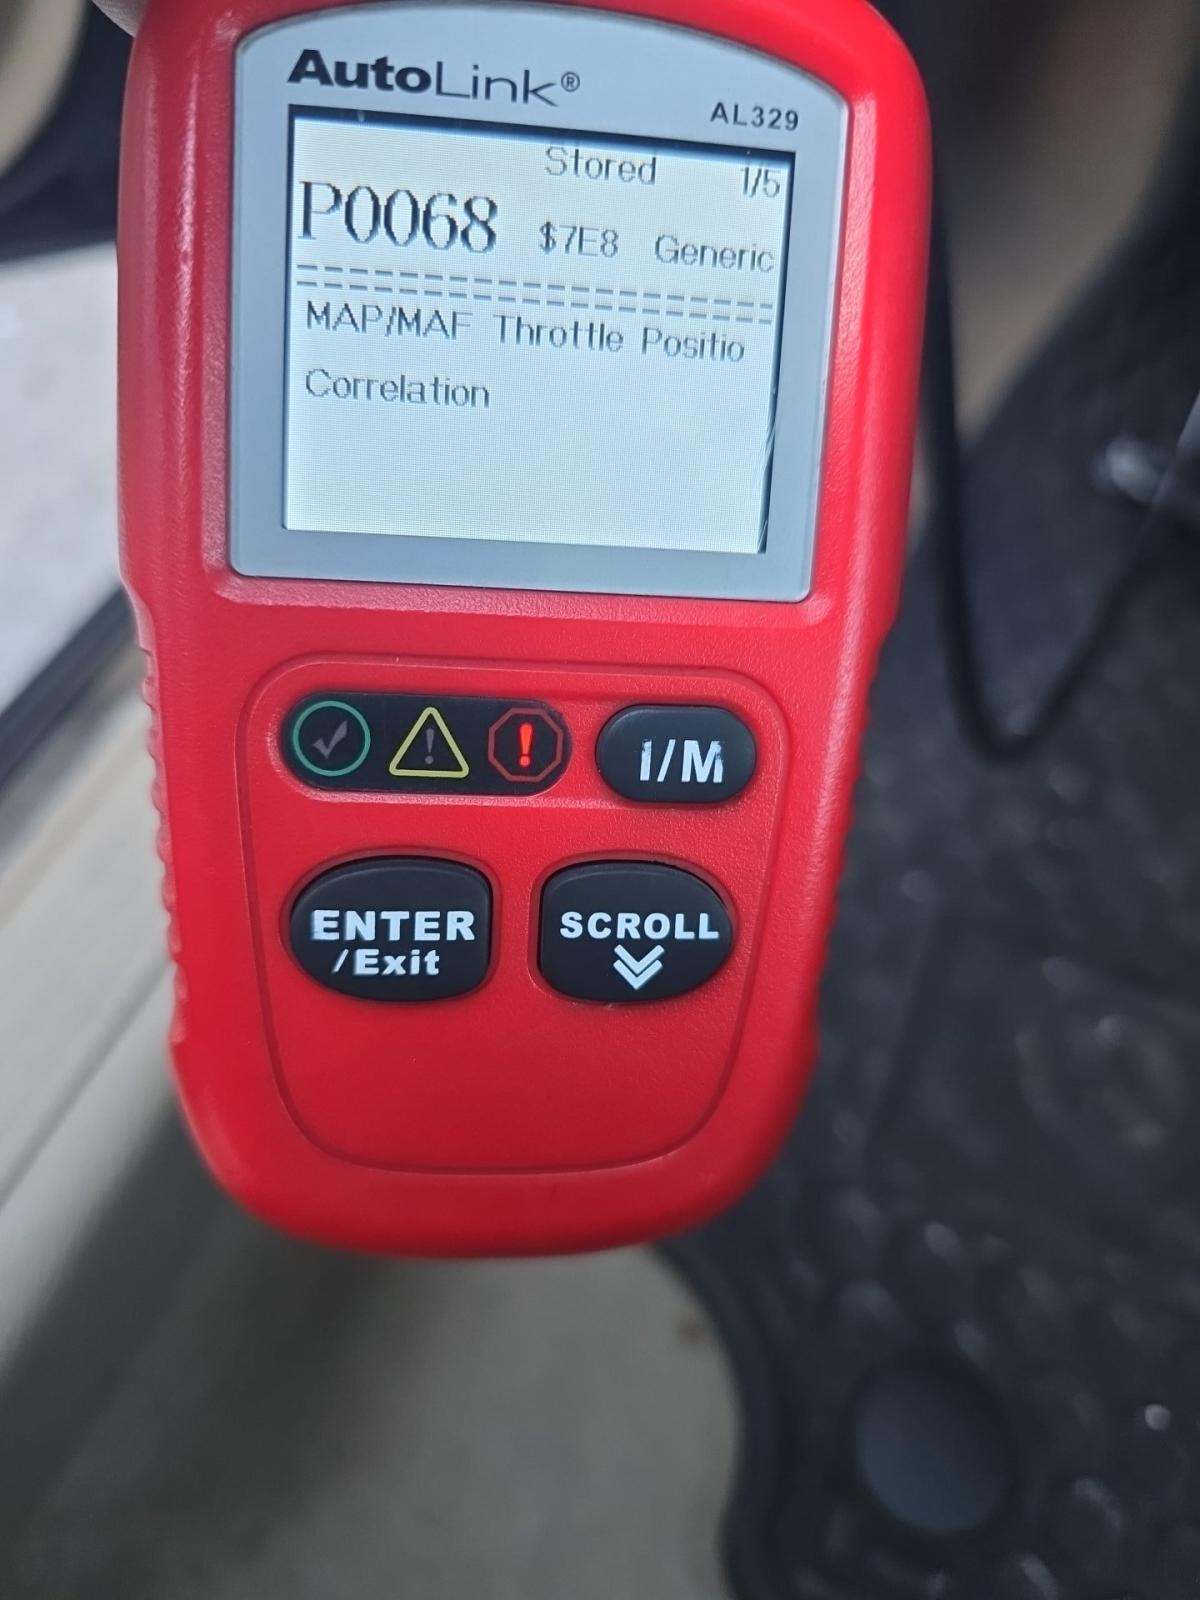 AutoLink®
AL329
Stored 1/5
P0068 $7E8 Generic
MAP/MAF Throttle Positio
Correlation
I/M
ENTER
/Exit
SCROLL